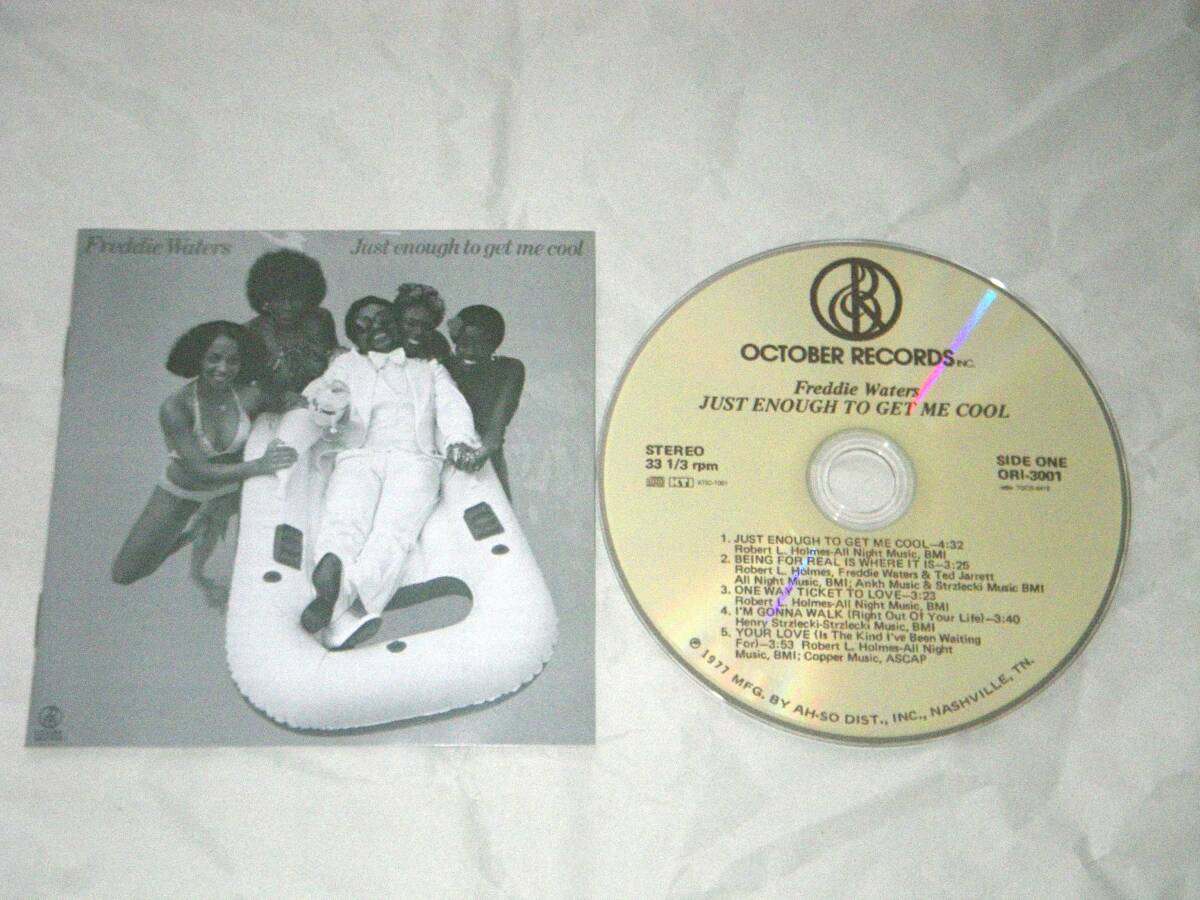 Freddie Waters
Just enough to get me cool
OCTOBER RECORDS INC.
Freddie Waters
JUST ENOUGH TO GET ME COOL
STEREO
33 1/3 rpm
KTI
SIDE ONE
ORI-3001
1. JUST ENOUGH TO GET ME COOL—4:32
Robert L. Holmes-All Night Music, BMI
2. BEING FOR REAL IS WHERE IT IS—3:25
Robert L. Holmes, Freddie Waters & Ted Jarrett
All Night Music, BMI; Ankh Music & Strzlecki Music BMI
3. ONE WAY TICKET TO LOVE—3:23
Robert L. Holmes-All Night Music, BMI
4. I'M GONNA WALK (Right Out Of Your Life)—3:40
Henry Strzlecki-Strzlecki Music, BMI
5. YOUR LOVE (Is The Kind I've Been Waiting
For)—3:53 Robert L. Holmes-All Night
Music, BMI; Copper Music, ASCAP
℗ 1977 MFG. BY AH-SO DIST., INC., NASHVILLE, TN.